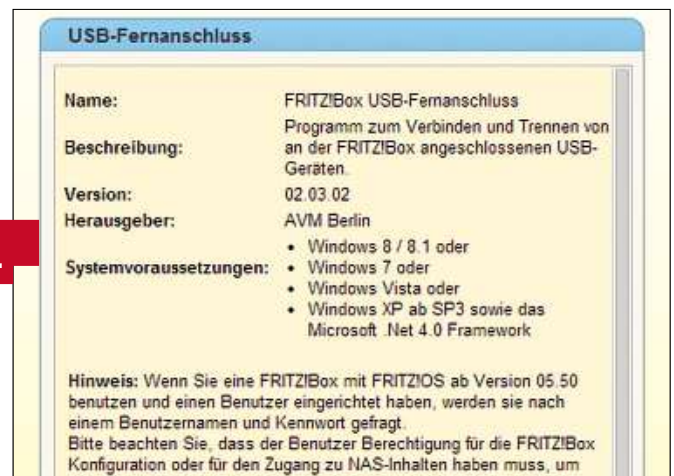 USB-Fernanschluss
Name: FRITZ!Box USB-Fernanschluss
Beschreibung: Programm zum Verbinden und Trennen von
an der FRITZ!Box angeschlossenen USB-
Geräten.
Version: 02.03.02
Herausgeber: AVM Berlin
Systemvoraussetzungen: • Windows 8 / 8.1 oder
• Windows 7 oder
• Windows Vista oder
• Windows XP ab SP3 sowie das
Microsoft .Net 4.0 Framework
Hinweis: Wenn Sie eine FRITZ!Box mit FRITZ!OS ab Version 05.50
benutzen und einen Benutzer eingerichtet haben, werden sie nach
einem Benutzernamen und Kennwort gefragt.
Bitte beachten Sie, dass der Benutzer Berechtigung für die FRITZ!Box
Konfiguration oder für den Zugang zu NAS-Inhalten haben muss, um